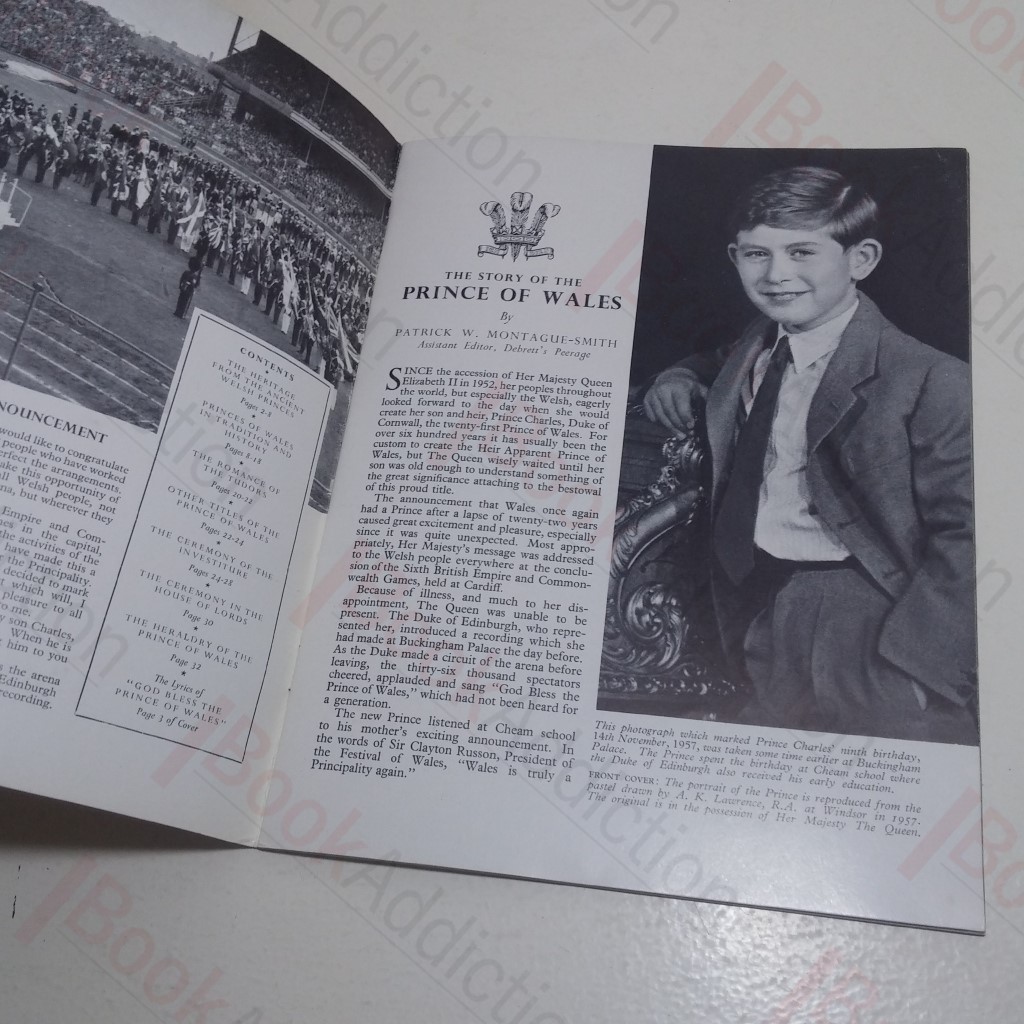 NOUNCEMENT
would like to congratulate
people who have worked
perfect the arrangements.
ake this opportunity of
all Welsh people, not
na, but wherever they
Empire and Com-
nes in the capital,
the activities of the
have made this a
the Principality.
decided to mark
which will, I
pleasure to all
o me.
y son Charles,
When he is
t him to you
s the arena
Edinburgh
recording.
CONTENTS
THE HERITAGE
FROM THE ANCIENT
WELSH PRINCES
Pages 2-8
★
PRINCES OF WALES
IN TRADITION AND
HISTORY
Pages 8-18
★
THE ROMANCE OF
THE TUDORS
Pages 20-22
★
OTHER TITLES OF THE
PRINCE OF WALES
Pages 22-24
★
THE CEREMONY OF THE
INVESTITURE
Pages 24-28
★
THE CEREMONY IN THE
HOUSE OF LORDS
Page 30
★
THE HERALDRY OF THE
PRINCE OF WALES
Page 32
★
The Lyrics of
"GOD BLESS THE
PRINCE OF WALES"
Page 3 of Cover
THE STORY OF THE
PRINCE OF WALES
By
PATRICK W. MONTAGUE-SMITH
Assistant Editor, Debrett's Peerage
SINCE the accession of Her Majesty Queen
Elizabeth II in 1952, her peoples throughout
the world, but especially the Welsh, eagerly
looked forward to the day when she would
create her son and heir, Prince Charles, Duke of
Cornwall, the twenty-first Prince of Wales. For
over six hundred years it has usually been the
custom to create the Heir Apparent Prince of
Wales, but The Queen wisely waited until her
son was old enough to understand something of
the great significance attaching to the bestowal
of this proud title.
The announcement that Wales once again
had a Prince after a lapse of twenty-two years
caused great excitement and pleasure, especially
since it was quite unexpected. Most appro-
priately, Her Majesty's message was addressed
to the Welsh people everywhere at the conclu-
sion of the Sixth British Empire and Common-
wealth Games, held at Cardiff.
Because of illness, and much to her dis-
appointment, The Queen was unable to be
present. The Duke of Edinburgh, who repre-
sented her, introduced a recording which she
had made at Buckingham Palace the day before.
As the Duke made a circuit of the arena before
leaving, the thirty-six thousand spectators
cheered, applauded and sang "God Bless the
Prince of Wales," which had not been heard for
a generation.
The new Prince listened at Cheam school
to his mother's exciting announcement. In
the words of Sir Clayton Russon, President of
the Festival of Wales, "Wales is truly a
Principality again."
This photograph which marked Prince Charles' ninth birthday,
14th November, 1957, was taken some time earlier at Buckingham
Palace. The Prince spent the birthday at Cheam school where
the Duke of Edinburgh also received his early education.
FRONT COVER: The portrait of the Prince is reproduced from the
pastel drawn by A. K. Lawrence, R.A. at Windsor in 1957.
The original is in the possession of Her Majesty The Queen.
BookAddiction